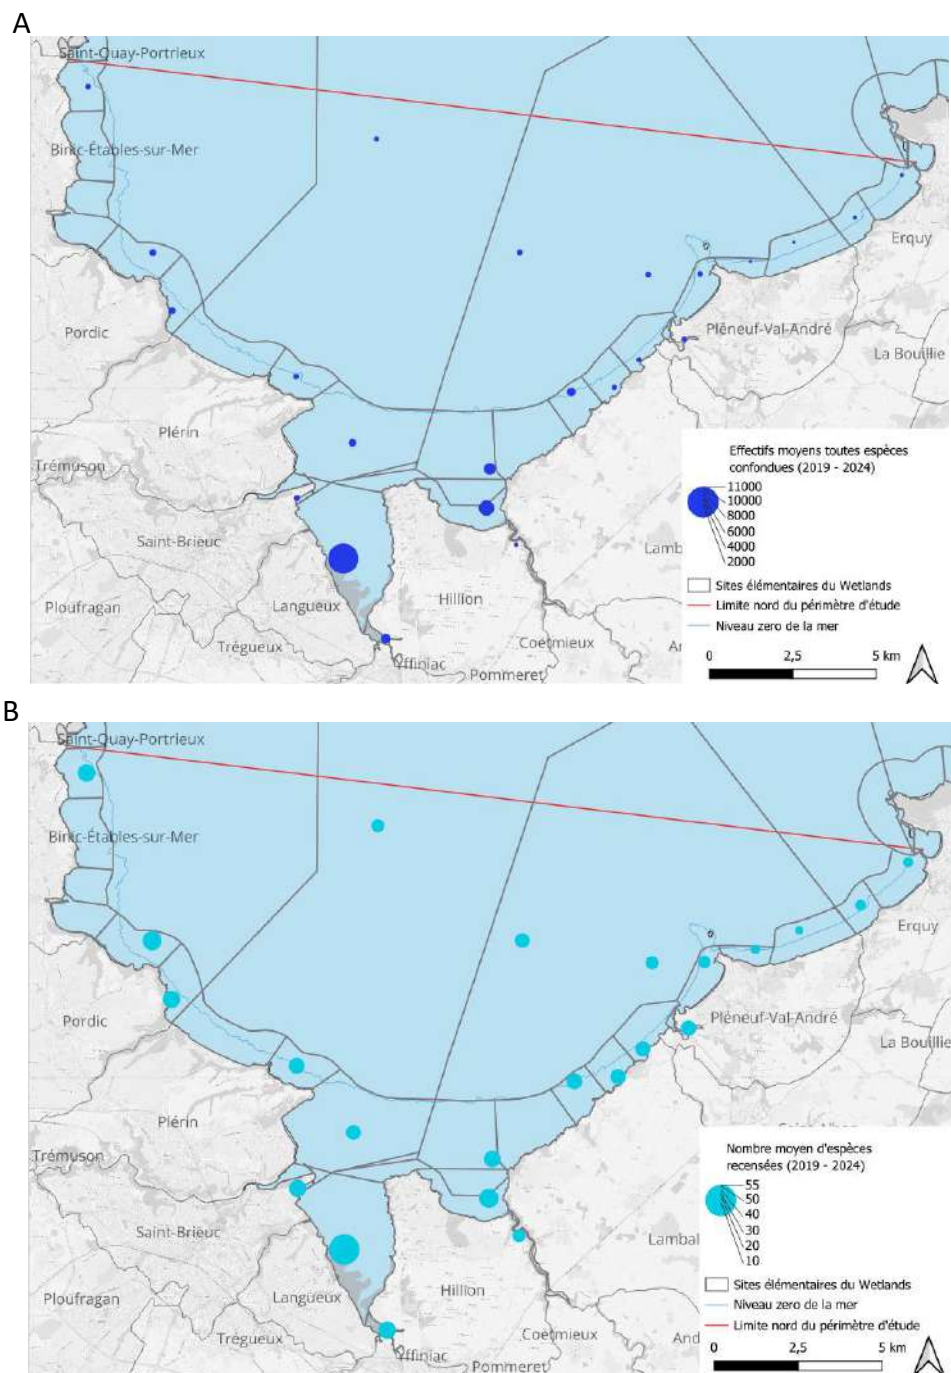 A
Saint-Quay-Portrieux
Binic-Étables-sur-Mer
Erquy
Pordic
Pléneuf-Val-André
La Bouillie
Plérin
Trémuson
Effectifs moyens toutes espèces
confondues (2019 - 2024)
11000
10000
8000
6000
4000
2000
Saint-Brieuc
Lamb
Sites élémentaires du Wetlands
Ploufragan
Langueux
Hillion
Limite nord du périmètre d'étude
Trégueux
Yffiniac
Coëtmieux
Niveau zero de la mer
Pommeret
0 2,5 5 km
B
Saint-Quay-Portrieux
Binic-Étables-sur-Mer
Erquy
Pordic
Pléneuf-Val-André
La Bouillie
Plérin
Trémuson
Nombre moyen d'espèces
recensées (2019 - 2024)
55
50
40
30
20
10
Saint-Brieuc
Lambal
Sites élémentaires du Wetlands
Ploufragan
Langueux
Hillion
Niveau zero de la mer
Limite nord du périmètre d'étude
Trégueux
Yffiniac
Coëtmieux
And
Pommeret
0 2,5 5 km